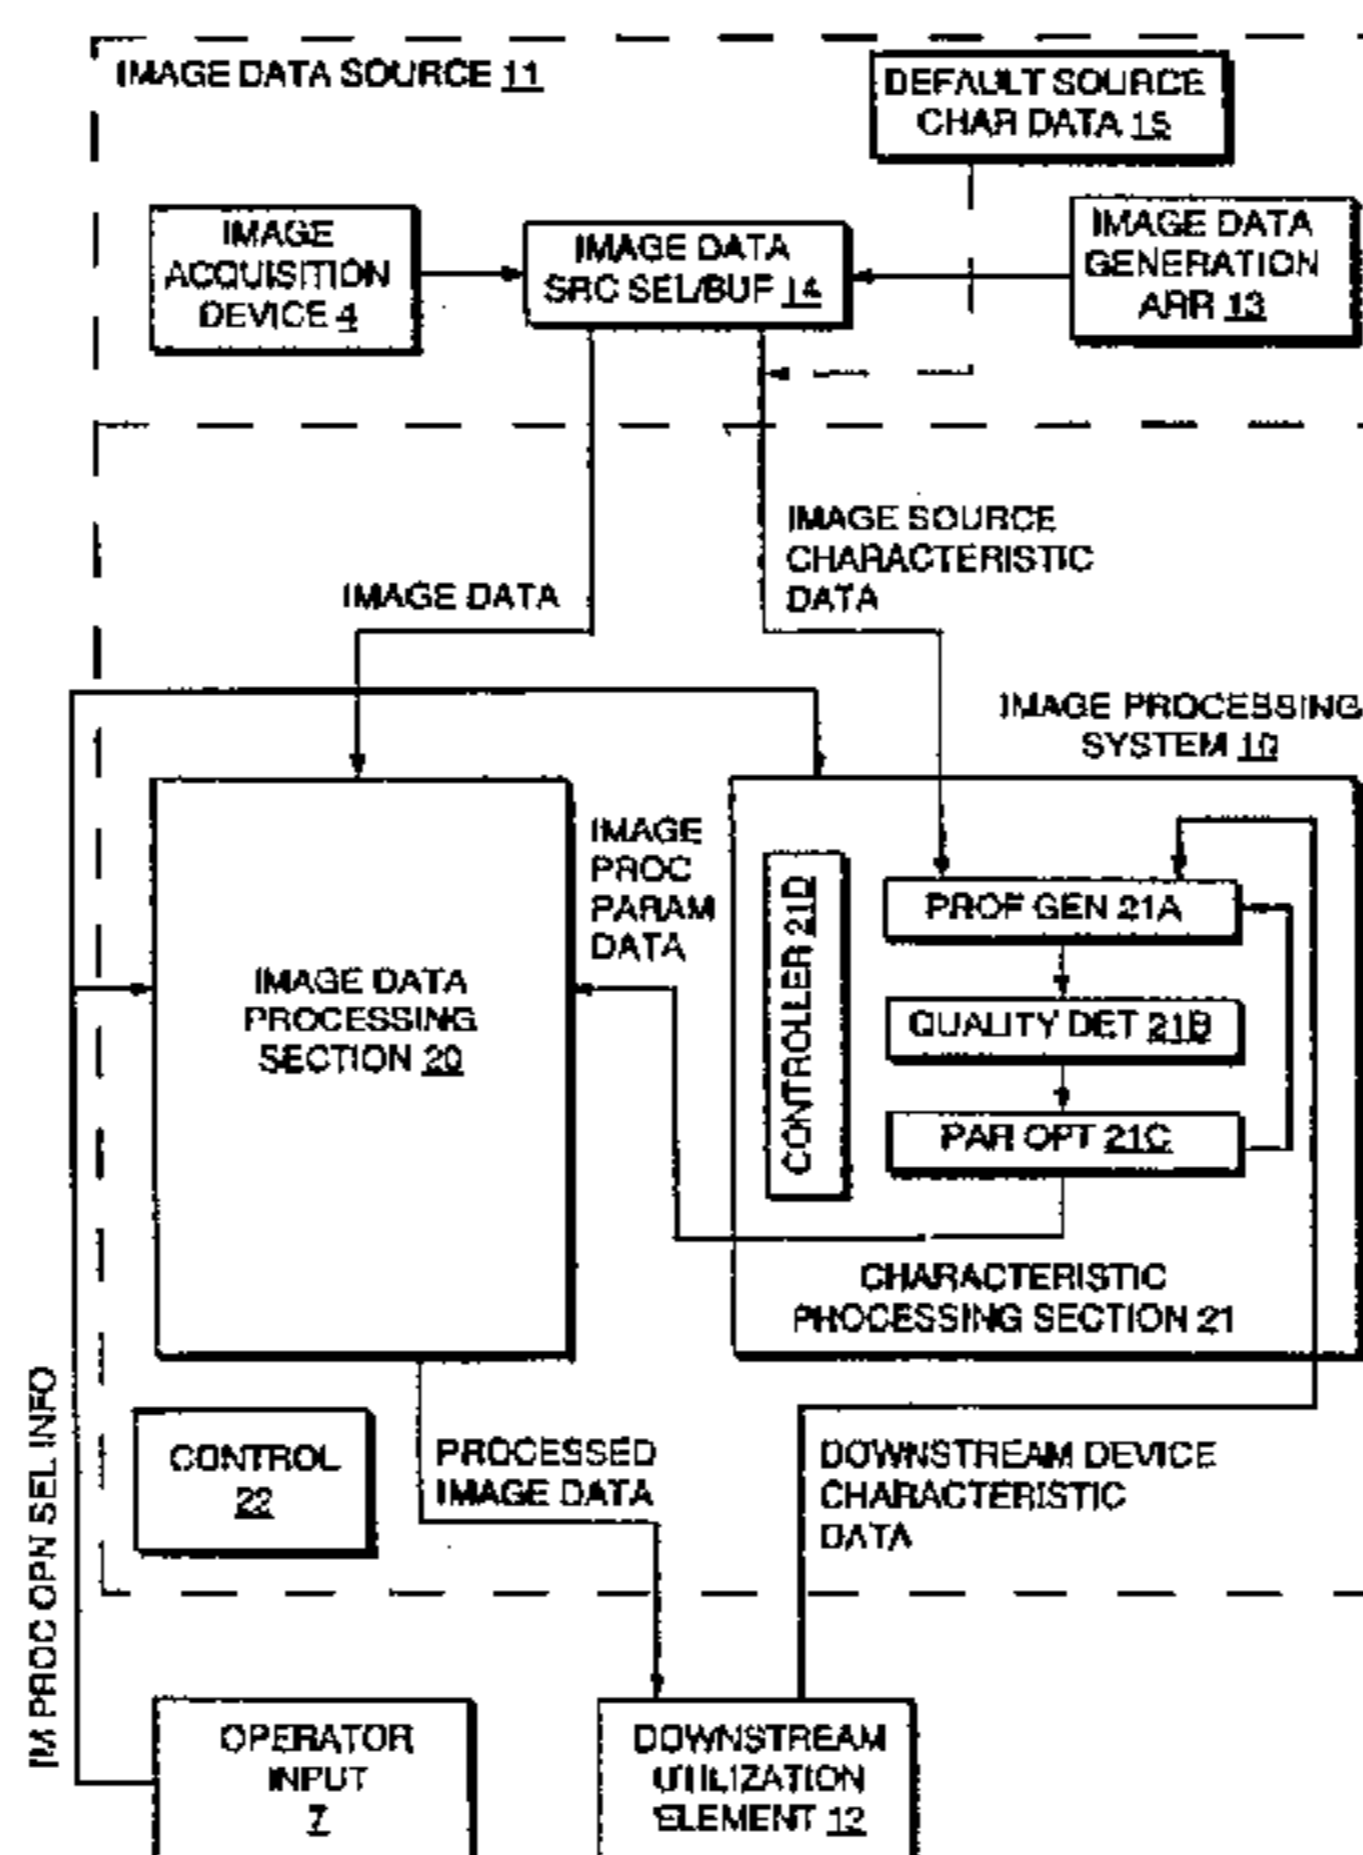 IMAGE DATA SOURCE 11
DEFAULT SOURCE
CHAR DATA 15
IMAGE
ACQUISITION
DEVICE 4
IMAGE DATA
SRC SEL/BUF 14
IMAGE DATA
GENERATION
ARR 13
IMAGE SOURCE
CHARACTERISTIC
DATA
IMAGE DATA
IMAGE PROCESSING
SYSTEM 10
IMAGE
PROC
PARAM
DATA
CONTROLLER 21D
PROF GEN 21A
QUALITY DET 21B
PAR OPT 21C
IMAGE DATA
PROCESSING
SECTION 20
CHARACTERISTIC
PROCESSING SECTION 21
IM PROC OPN SEL INFO
CONTROL
22
PROCESSED
IMAGE DATA
DOWNSTREAM DEVICE
CHARACTERISTIC
DATA
OPERATOR
INPUT
7
DOWNSTREAM
UTILIZATION
ELEMENT 12